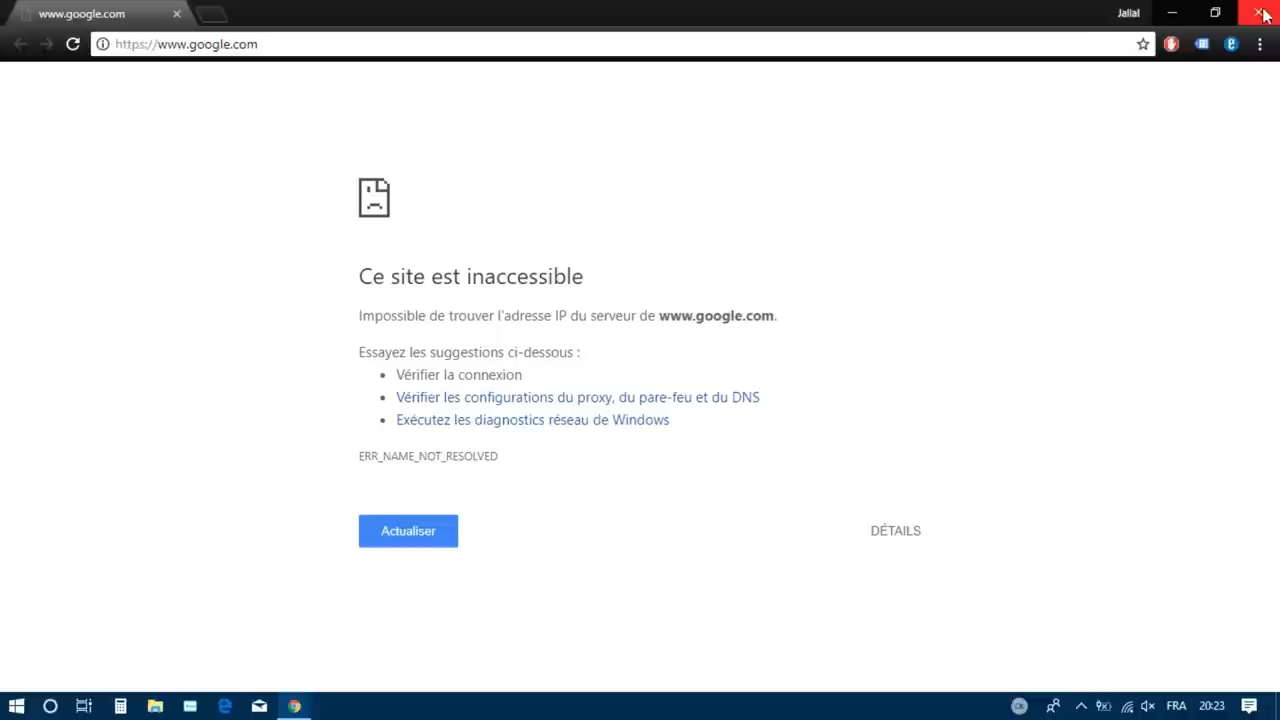 www.google.com
Jallal
https://www.google.com
Ce site est inaccessible
Impossible de trouver l'adresse IP du serveur de www.google.com.
Essayez les suggestions ci-dessous :
Vérifier la connexion
Vérifier les configurations du proxy, du pare-feu et du DNS
Exécutez les diagnostics réseau de Windows
ERR_NAME_NOT_RESOLVED
Actualiser
DÉTAILS
FRA
20:23